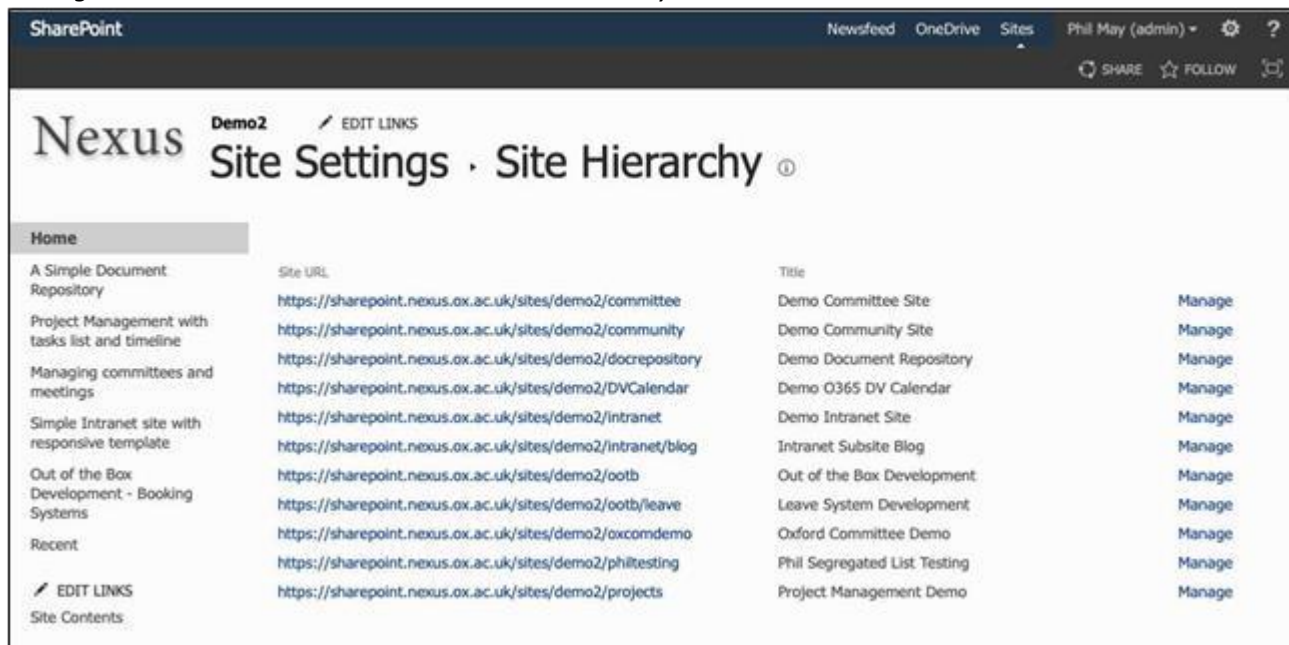 SharePoint
Newsfeed OneDrive Sites Phil May (admin) ?
SHARE FOLLOW
Nexus
Demo2 EDIT LINKS
Site Settings Site Hierarchy
Home
A Simple Document
Repository
Project Management with
tasks list and timeline
Managing committees and
meetings
Simple Intranet site with
responsive template
Out of the Box
Development - Booking
Systems
Recent
EDIT LINKS
Site Contents
Site URL Title
https://sharepoint.nexus.ox.ac.uk/sites/demo2/committee Demo Committee Site Manage
https://sharepoint.nexus.ox.ac.uk/sites/demo2/community Demo Community Site Manage
https://sharepoint.nexus.ox.ac.uk/sites/demo2/docrepository Demo Document Repository Manage
https://sharepoint.nexus.ox.ac.uk/sites/demo2/DVCalendar Demo O365 DV Calendar Manage
https://sharepoint.nexus.ox.ac.uk/sites/demo2/intranet Demo Intranet Site Manage
https://sharepoint.nexus.ox.ac.uk/sites/demo2/intranet/blog Intranet Subsite Blog Manage
https://sharepoint.nexus.ox.ac.uk/sites/demo2/ootb Out of the Box Development Manage
https://sharepoint.nexus.ox.ac.uk/sites/demo2/ootb/leave Leave System Development Manage
https://sharepoint.nexus.ox.ac.uk/sites/demo2/oxcomdemo Oxford Committee Demo Manage
https://sharepoint.nexus.ox.ac.uk/sites/demo2/philtesting Phil Segregated List Testing Manage
https://sharepoint.nexus.ox.ac.uk/sites/demo2/projects Project Management Demo Manage